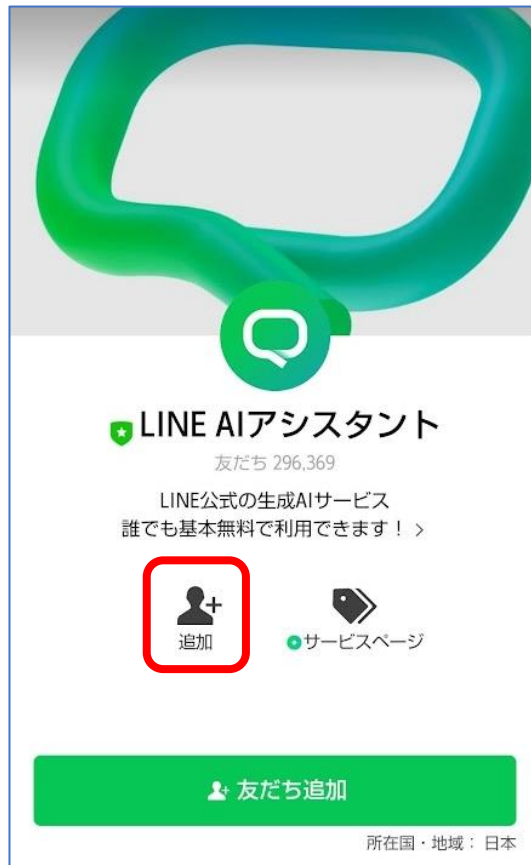 LINE AIアシスタント
友だち 296,369
LINE公式の生成AIサービス
誰でも基本無料で利用できます！ >
追加
サービスページ
友だち追加
所在国・地域： 日本